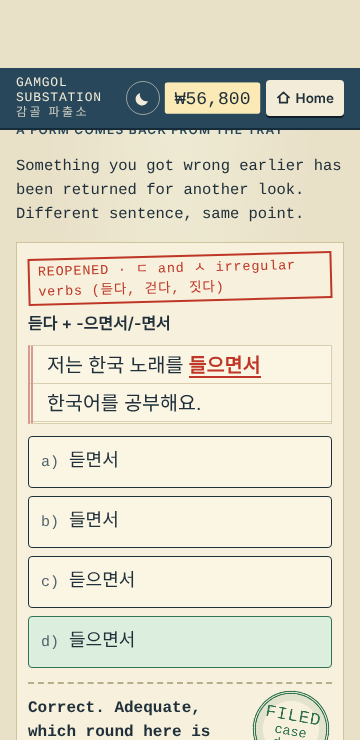 GAMGOL
SUBSTATION
감골 파출소
₩56,800
Home
A FORM COMES BACK FROM THE TRAY
Something you got wrong earlier has
been returned for another look.
Different sentence, same point.
REOPENED · ㄷ and ㅅ irregular
verbs (듣다, 걷다, 짓다)
듣다 + -으면서/-면서
저는 한국 노래를 들으면서
한국어를 공부해요.
a) 듣면서
b) 들면서
c) 듣으면서
d) 들으면서
Correct. Adequate,
which round here is
FILED
case